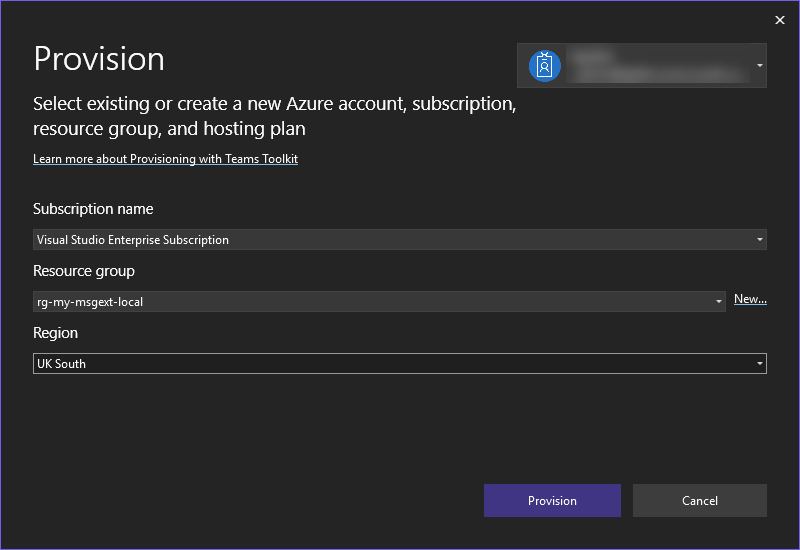 Provision
Select existing or create a new Azure account, subscription,
resource group, and hosting plan
Learn more about Provisioning with Teams Toolkit
Subscription name
Visual Studio Enterprise Subscription
Resource group
rg-my-msgext-local
New...
Region
UK South
Provision
Cancel